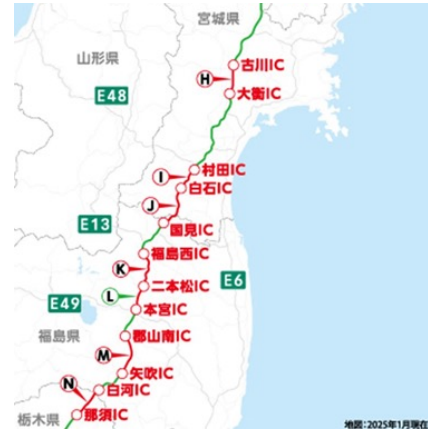 宮城県
山形県
古川IC
H
大衡IC
E48
村田IC
I
白石IC
J
E13
国見IC
福島西IC
K
E6
二本松IC
L
E49
本宮IC
福島県
郡山南IC
M
矢吹IC
N
白河IC
那須IC
栃木県
地図:2025年1月現在